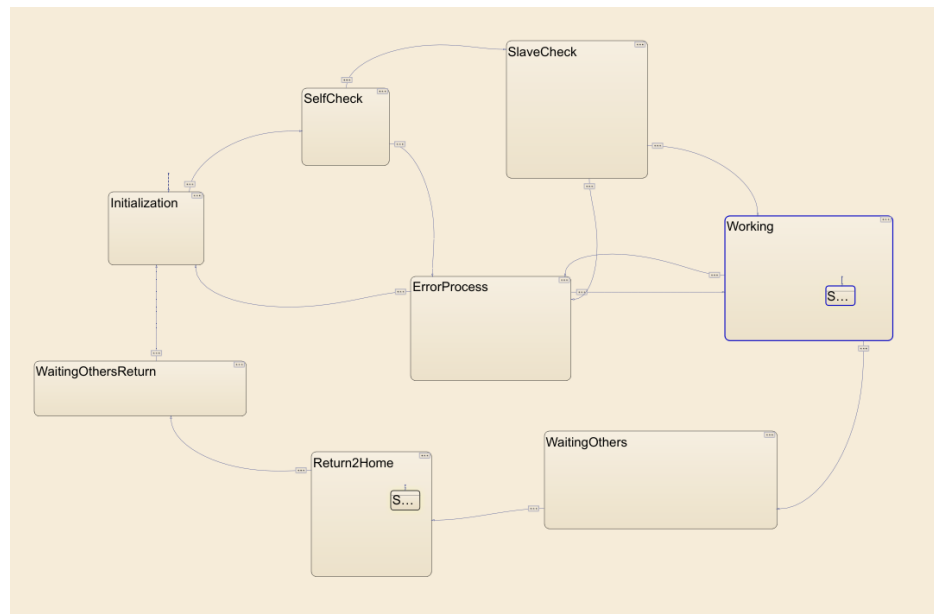 SlaveCheck
SelfCheck
Initialization
Working
S...
ErrorProcess
WaitingOthersReturn
WaitingOthers
Return2Home
S...